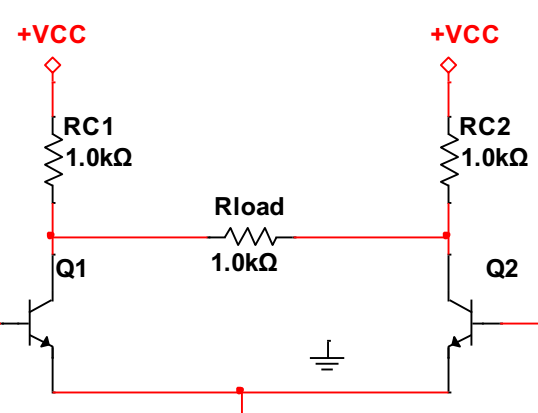 +VCC
+VCC
RC1
1.0kΩ
RC2
1.0kΩ
Rload
1.0kΩ
Q1
Q2